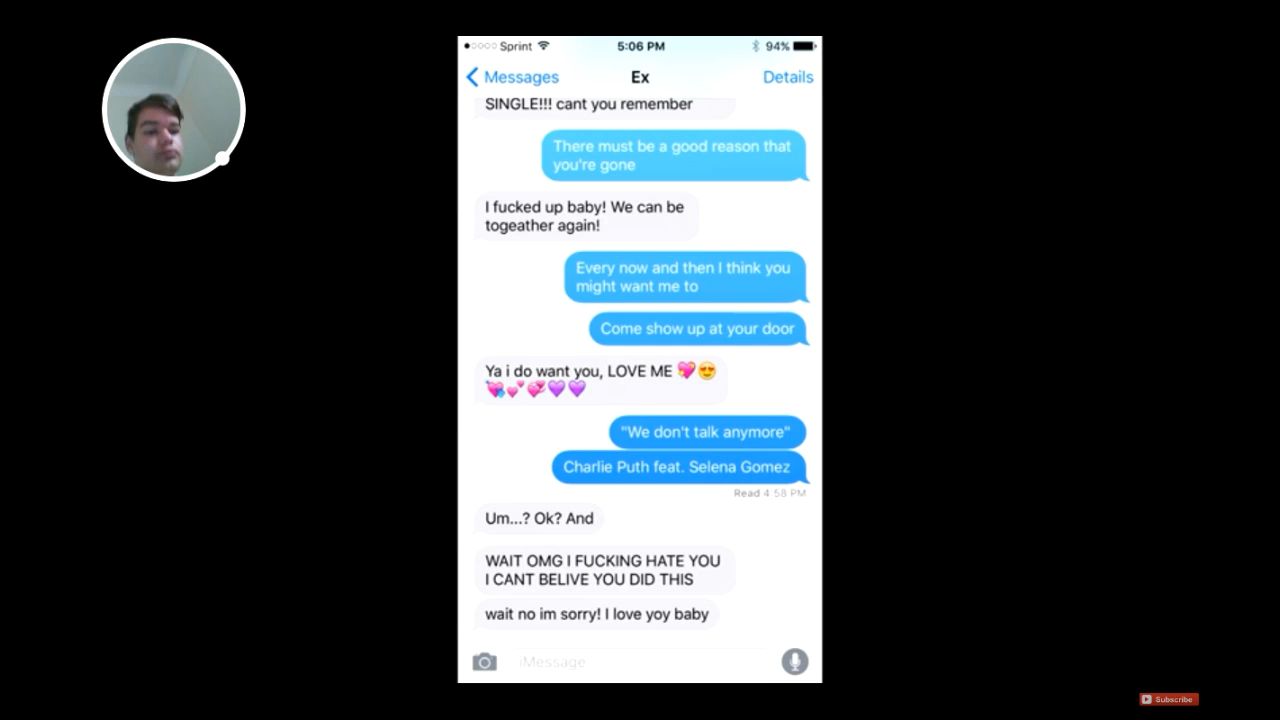 Sprint 5:06 PM 94%
Messages Ex Details
SINGLE!!! cant you remember
There must be a good reason that
you're gone
I fucked up baby! We can be
togeather again!
Every now and then I think you
might want me to
Come show up at your door
Ya i do want you, LOVE ME 💖😍
💘💕💞💜💜
"We don't talk anymore"
Charlie Puth feat. Selena Gomez
Read 4 58 PM
Um...? Ok? And
WAIT OMG I FUCKING HATE YOU
I CANT BELIVE YOU DID THIS
wait no im sorry! I love yoy baby
iMessage
Subscribe